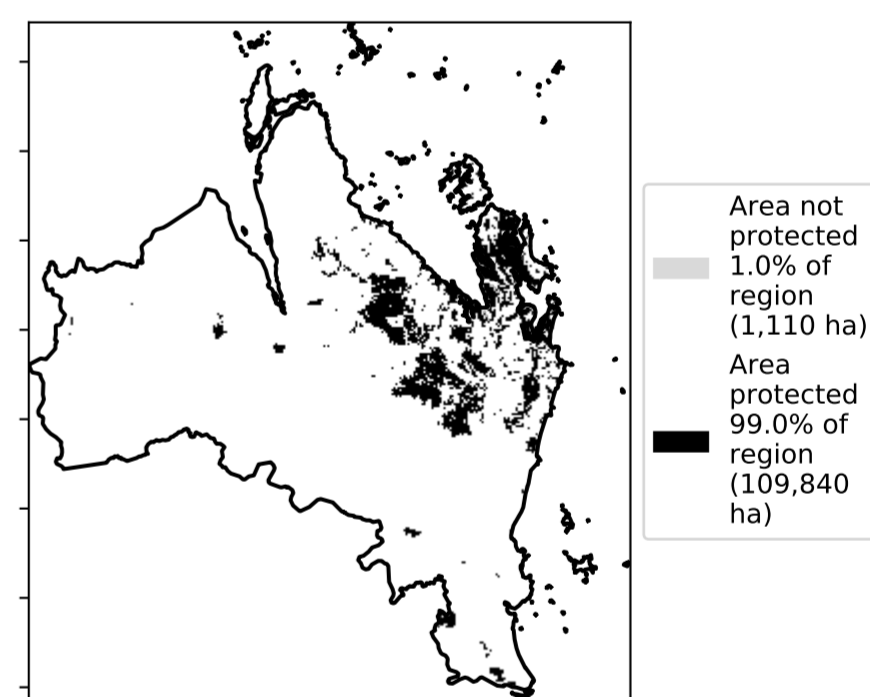 Area not
protected
1.0% of
region
(1,110 ha)
Area
protected
99.0% of
region
(109,840
ha)